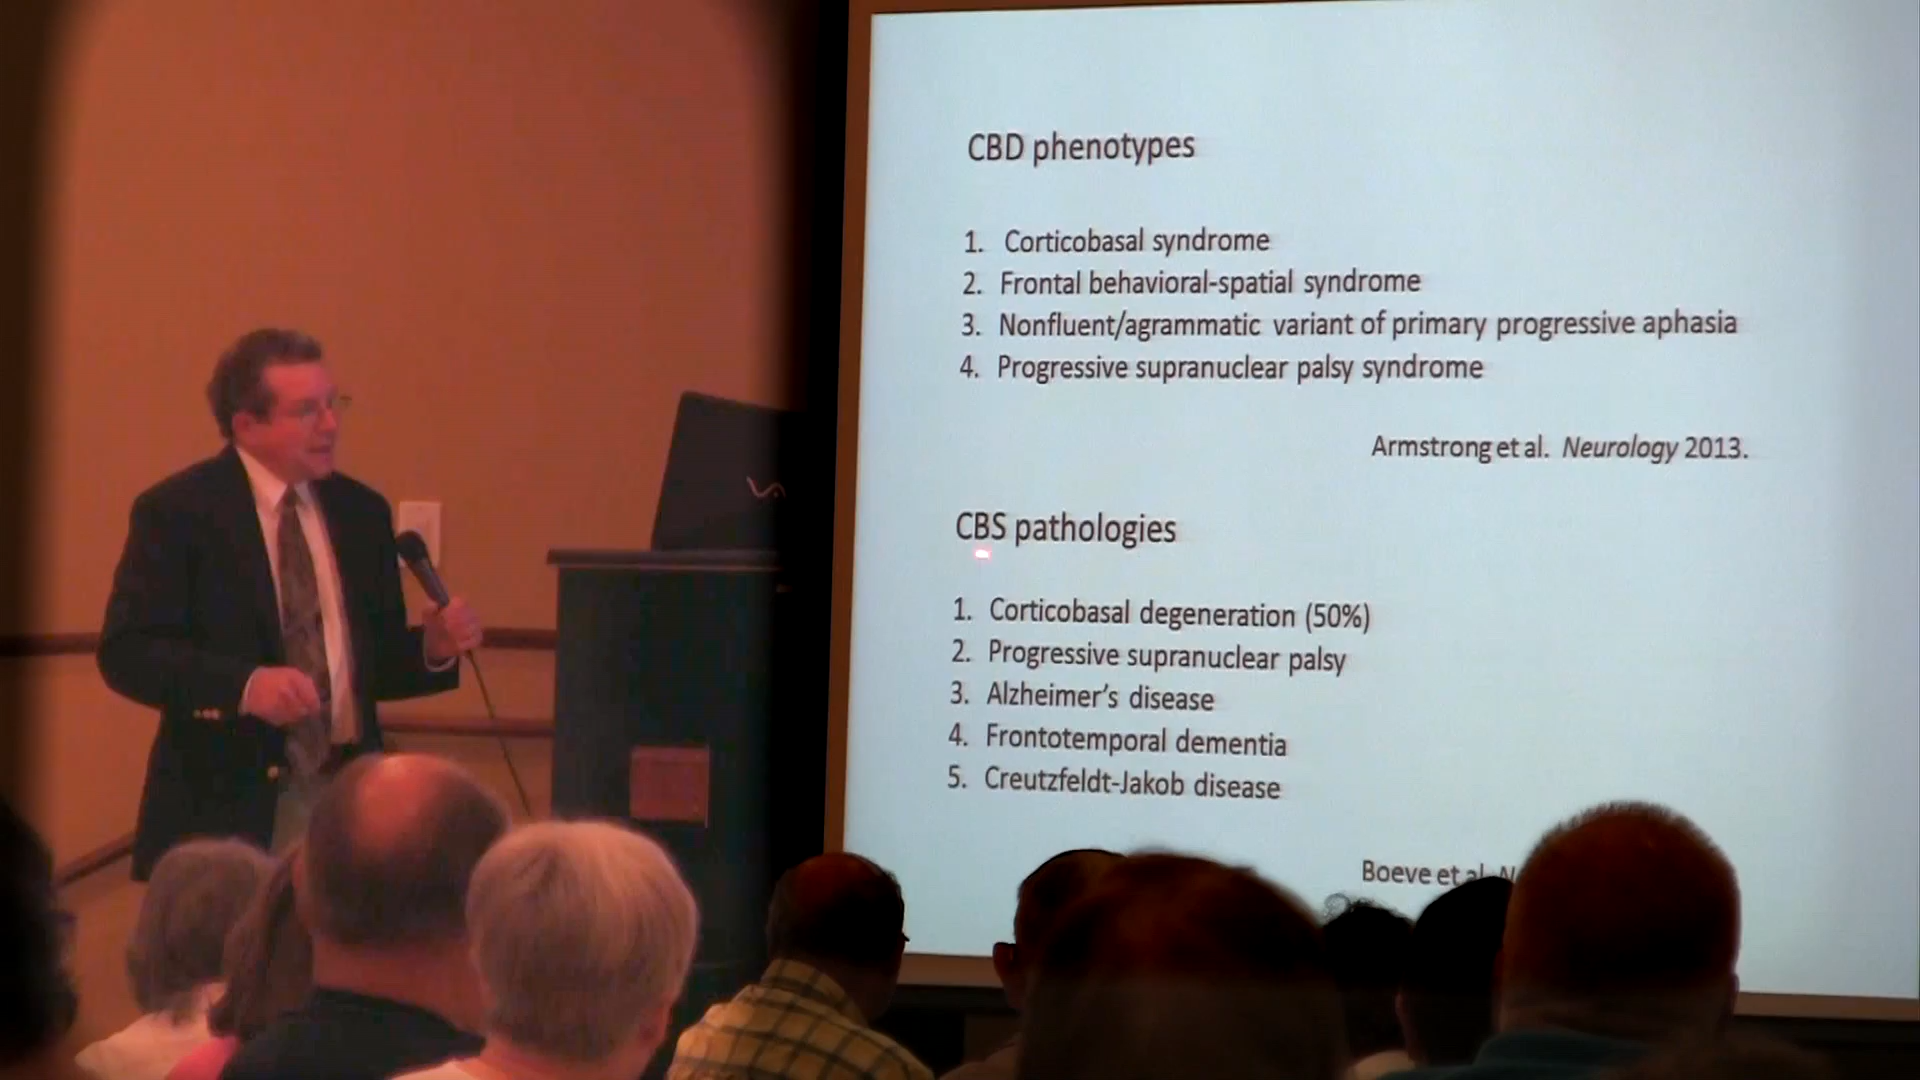 CBD phenotypes
1. Corticobasal syndrome
2. Frontal behavioral-spatial syndrome
3. Nonfluent/agrammatic variant of primary progressive aphasia
4. Progressive supranuclear palsy syndrome
Armstrong et al. Neurology 2013.
CBS pathologies
1. Corticobasal degeneration (50%)
2. Progressive supranuclear palsy
3. Alzheimer's disease
4. Frontotemporal dementia
5. Creutzfeldt-Jakob disease
Boeve et al.